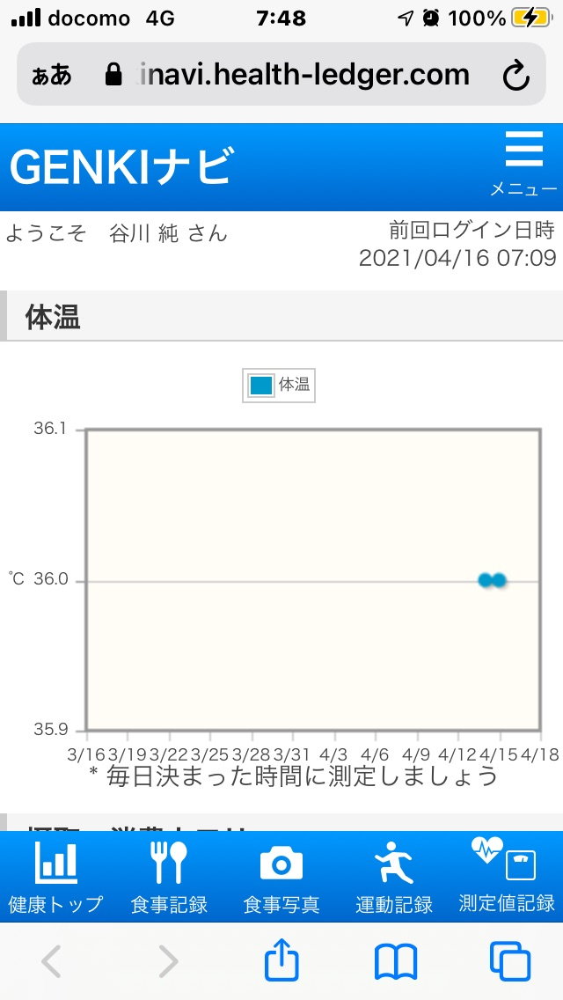 docomo 4G 7:48 100%
ぁあ inavi.health-ledger.com
GENKIナビ
メニュー
ようこそ 谷川 純 さん
前回ログイン日時
2021/04/16 07:09
体温
体温
36.1
℃ 36.0
35.9
3/16 3/19 3/22 3/25 3/28 3/31 4/3 4/6 4/9 4/12 4/15 4/18
* 毎日決まった時間に測定しましょう
健康トップ 食事記録 食事写真 運動記録 測定値記録